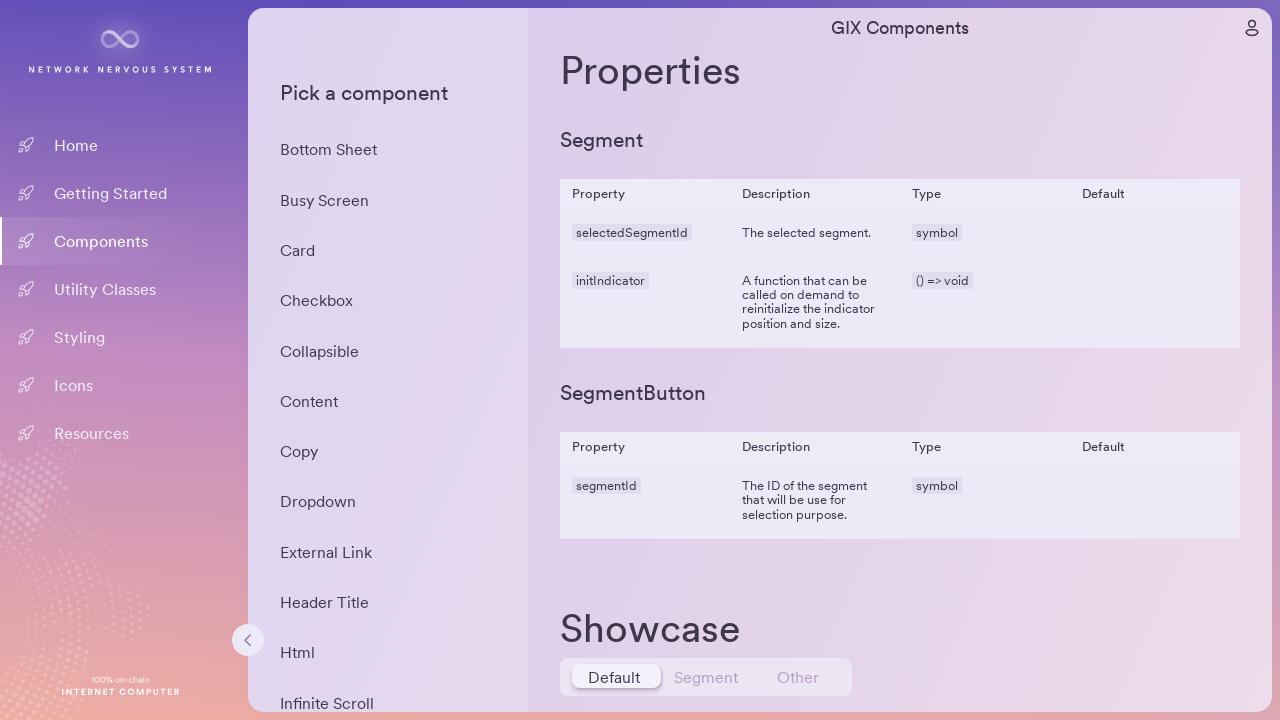 NETWORK NERVOUS SYSTEM
Home
Getting Started
Components
Utility Classes
Styling
Icons
Resources
100% on-chain
INTERNET COMPUTER
Pick a component
Bottom Sheet
Busy Screen
Card
Checkbox
Collapsible
Content
Copy
Dropdown
External Link
Header Title
Html
Infinite Scroll
GIX Components
Properties
Segment
Property Description Type Default
selectedSegmentId The selected segment. symbol
initIndicator A function that can be () => void
called on demand to
reinitialize the indicator
position and size.
SegmentButton
Property Description Type Default
segmentId The ID of the segment symbol
that will be use for
selection purpose.
Showcase
Default Segment Other